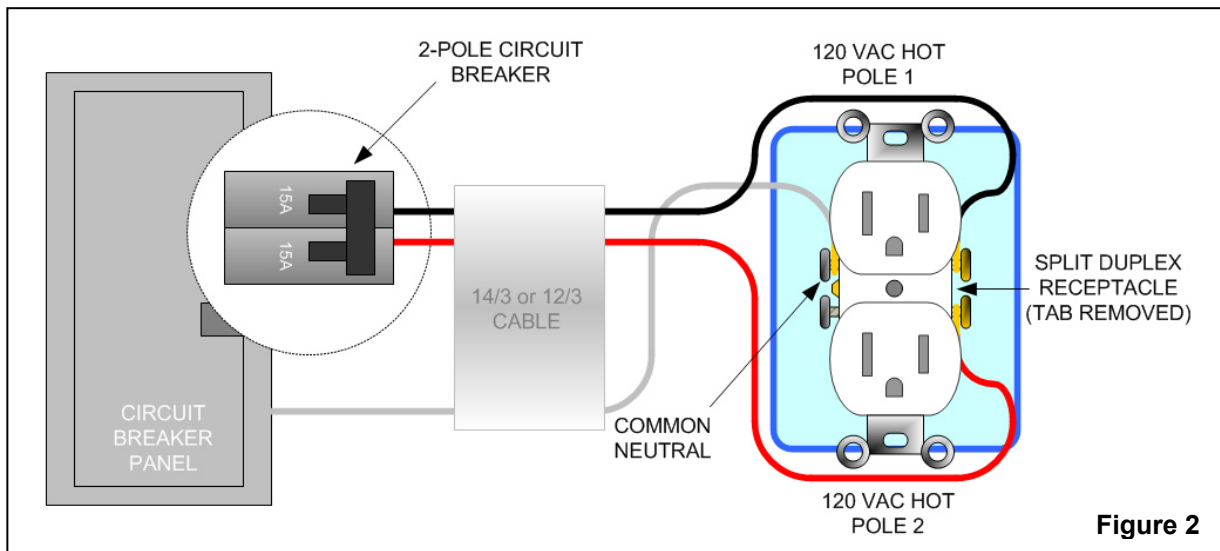 2-POLE CIRCUIT
BREAKER
120 VAC HOT
POLE 1
15A
15A
14/3 or 12/3
CABLE
SPLIT DUPLEX
RECEPTACLE
(TAB REMOVED)
CIRCUIT
BREAKER
PANEL
COMMON
NEUTRAL
120 VAC HOT
POLE 2
Figure 2